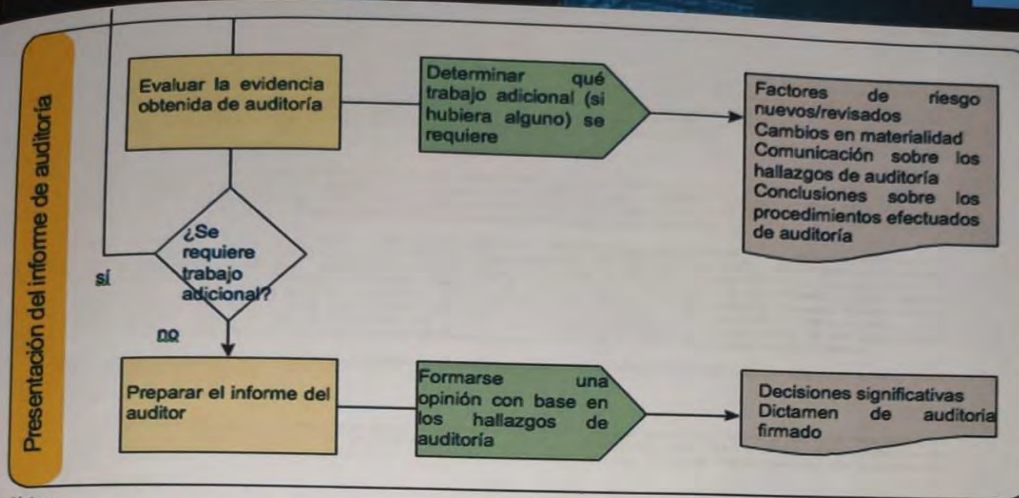 Presentación del informe de auditoría
Evaluar la evidencia
obtenida de auditoría
Determinar qué
trabajo adicional (si
hubiera alguno) se
requiere
Factores de riesgo
nuevos/revisados
Cambios en materialidad
Comunicación sobre los
hallazgos de auditoría
Conclusiones sobre los
procedimientos efectuados
de auditoría
¿Se
requiere
trabajo
adicional?
sí
no
Preparar el informe del
auditor
Formarse una
opinión con base en
los hallazgos de
auditoría
Decisiones significativas
Dictamen de auditoría
firmado